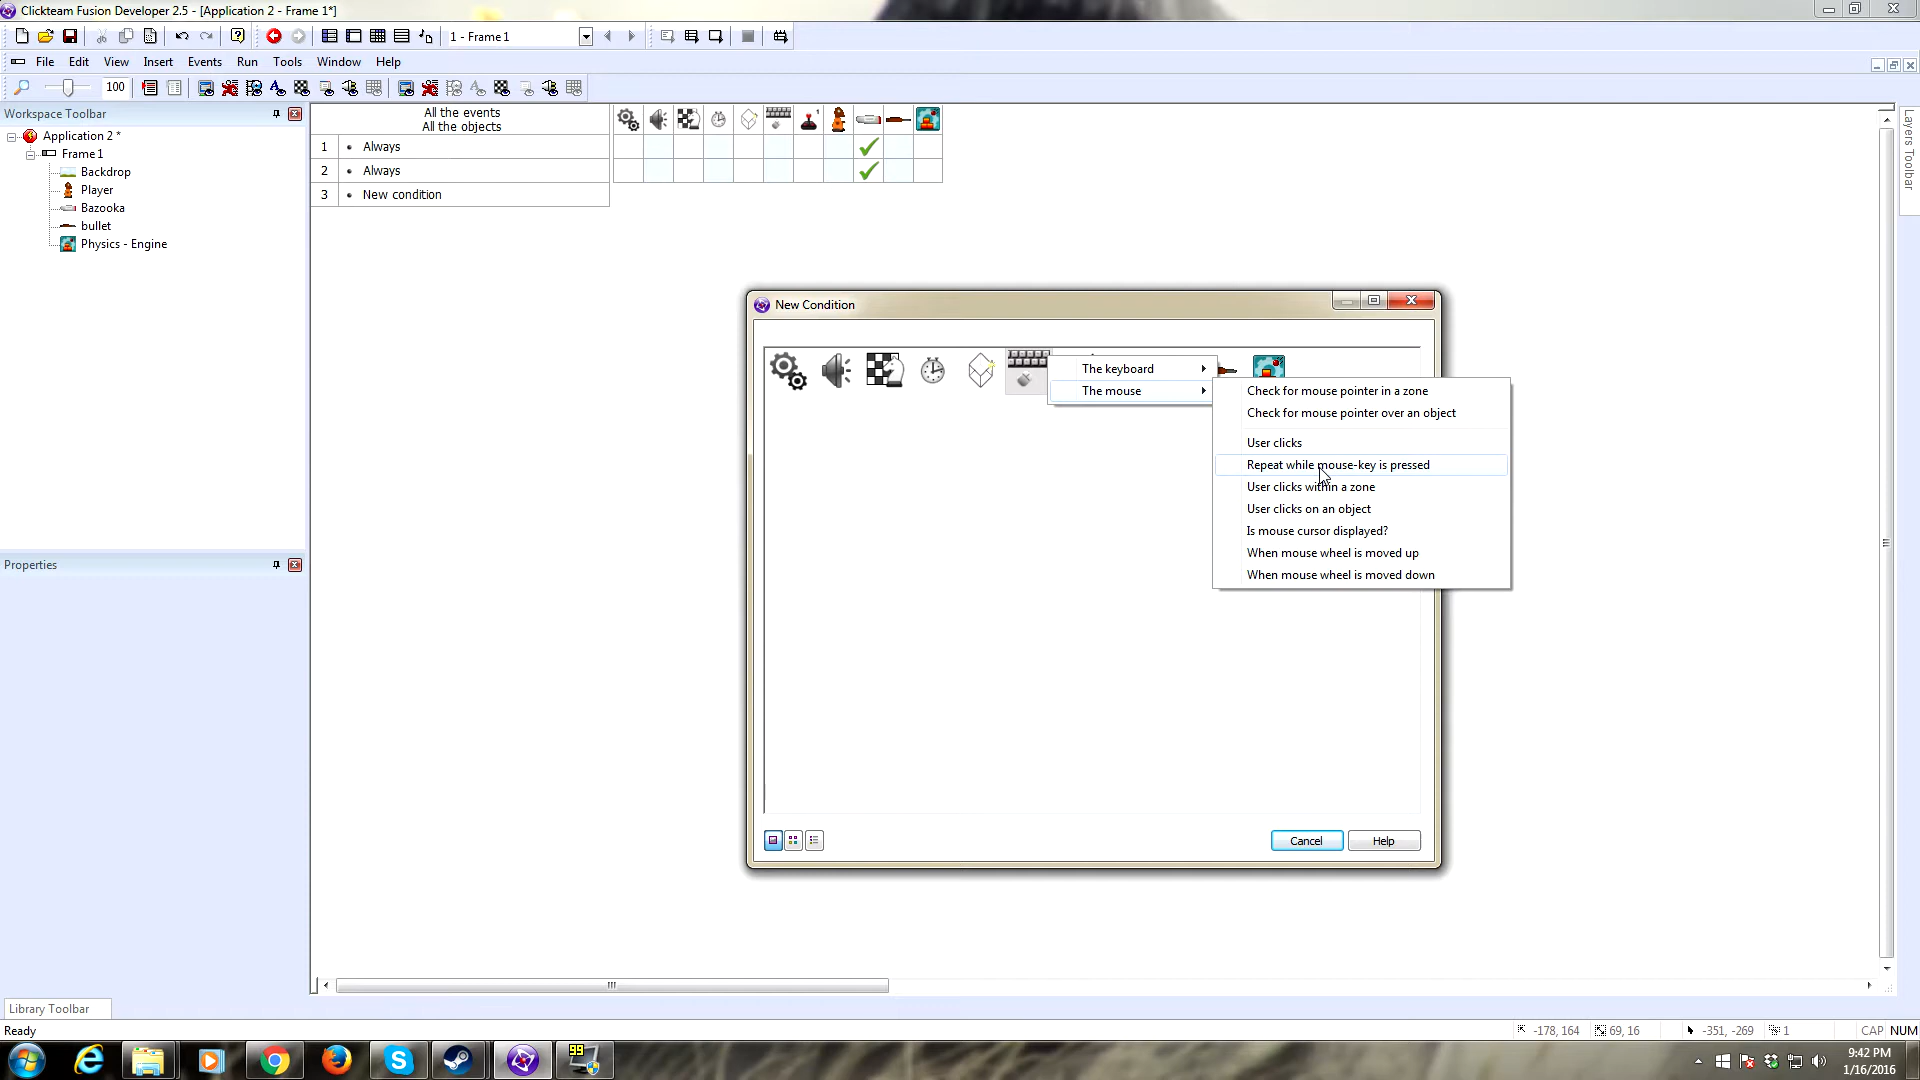 Clickteam Fusion Developer 2.5 - [Application 2 - Frame 1*]
100
1 - Frame 1
File Edit View Insert Events Run Tools Window Help
Workspace Toolbar
Application 2 *
Frame 1
Backdrop
Player
Bazooka
bullet
Physics - Engine
Properties
Library Toolbar
Layers Toolbar
All the events
All the objects
1 • Always
2 • Always
3 • New condition
New Condition
The keyboard
The mouse
Check for mouse pointer in a zone
Check for mouse pointer over an object
User clicks
Repeat while mouse-key is pressed
User clicks within a zone
User clicks on an object
Is mouse cursor displayed?
When mouse wheel is moved up
When mouse wheel is moved down
Cancel
Help
Ready
-178, 164
69, 16
-351, -269
1
CAP NUM
99
9:42 PM
1/16/2016